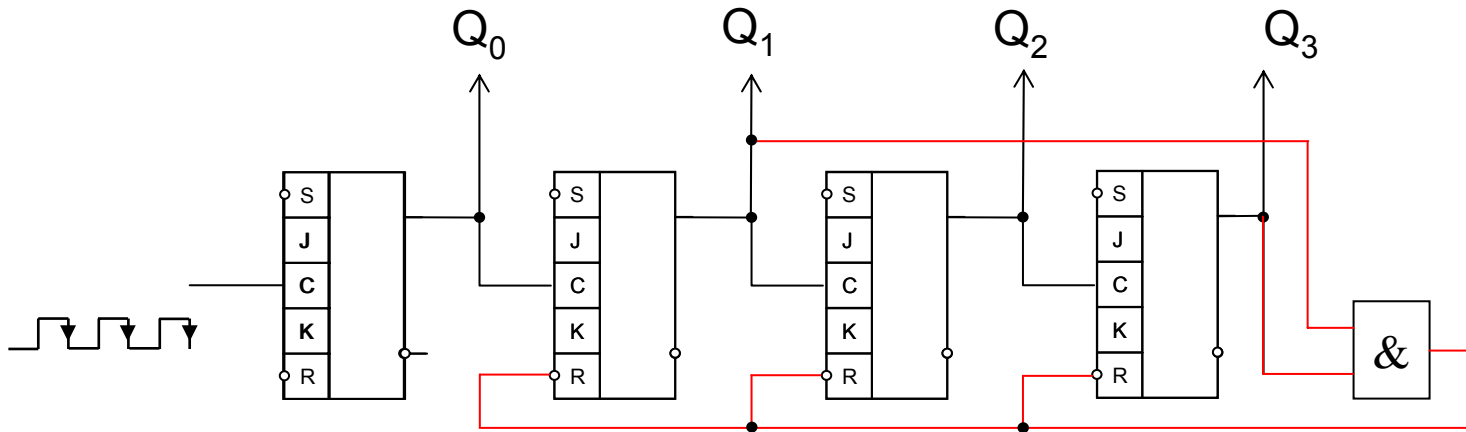 Q₀ Q₁ Q₂ Q₃
S S S S
J J J J
C C C C
K K K K
R R R R
&